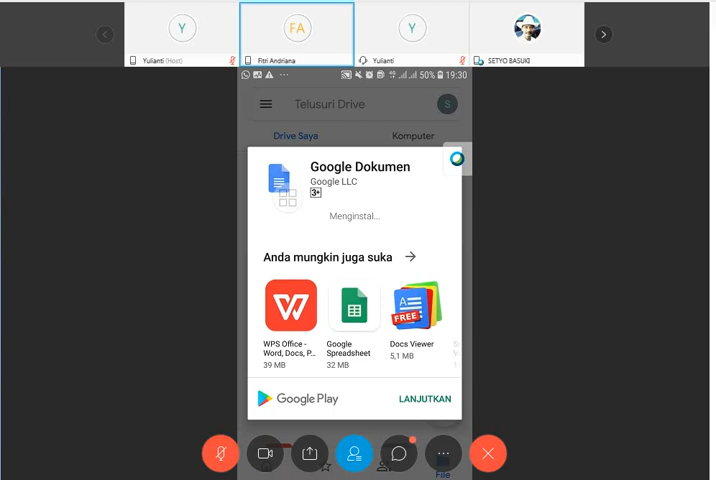 Y
FA
Y
Yulianti (Host)
Fitri Andriana
Yulianti
SETYO BASUKI
50% 19:30
Telusuri Drive
S
Drive Saya
Komputer
Google Dokumen
Google LLC
3+
Menginstal...
Anda mungkin juga suka
WPS Office -
Word, Docs, P...
39 MB
Google
Spreadsheet
32 MB
FREE
Docs Viewer
5,1 MB
Google Play
LANJUTKAN
File